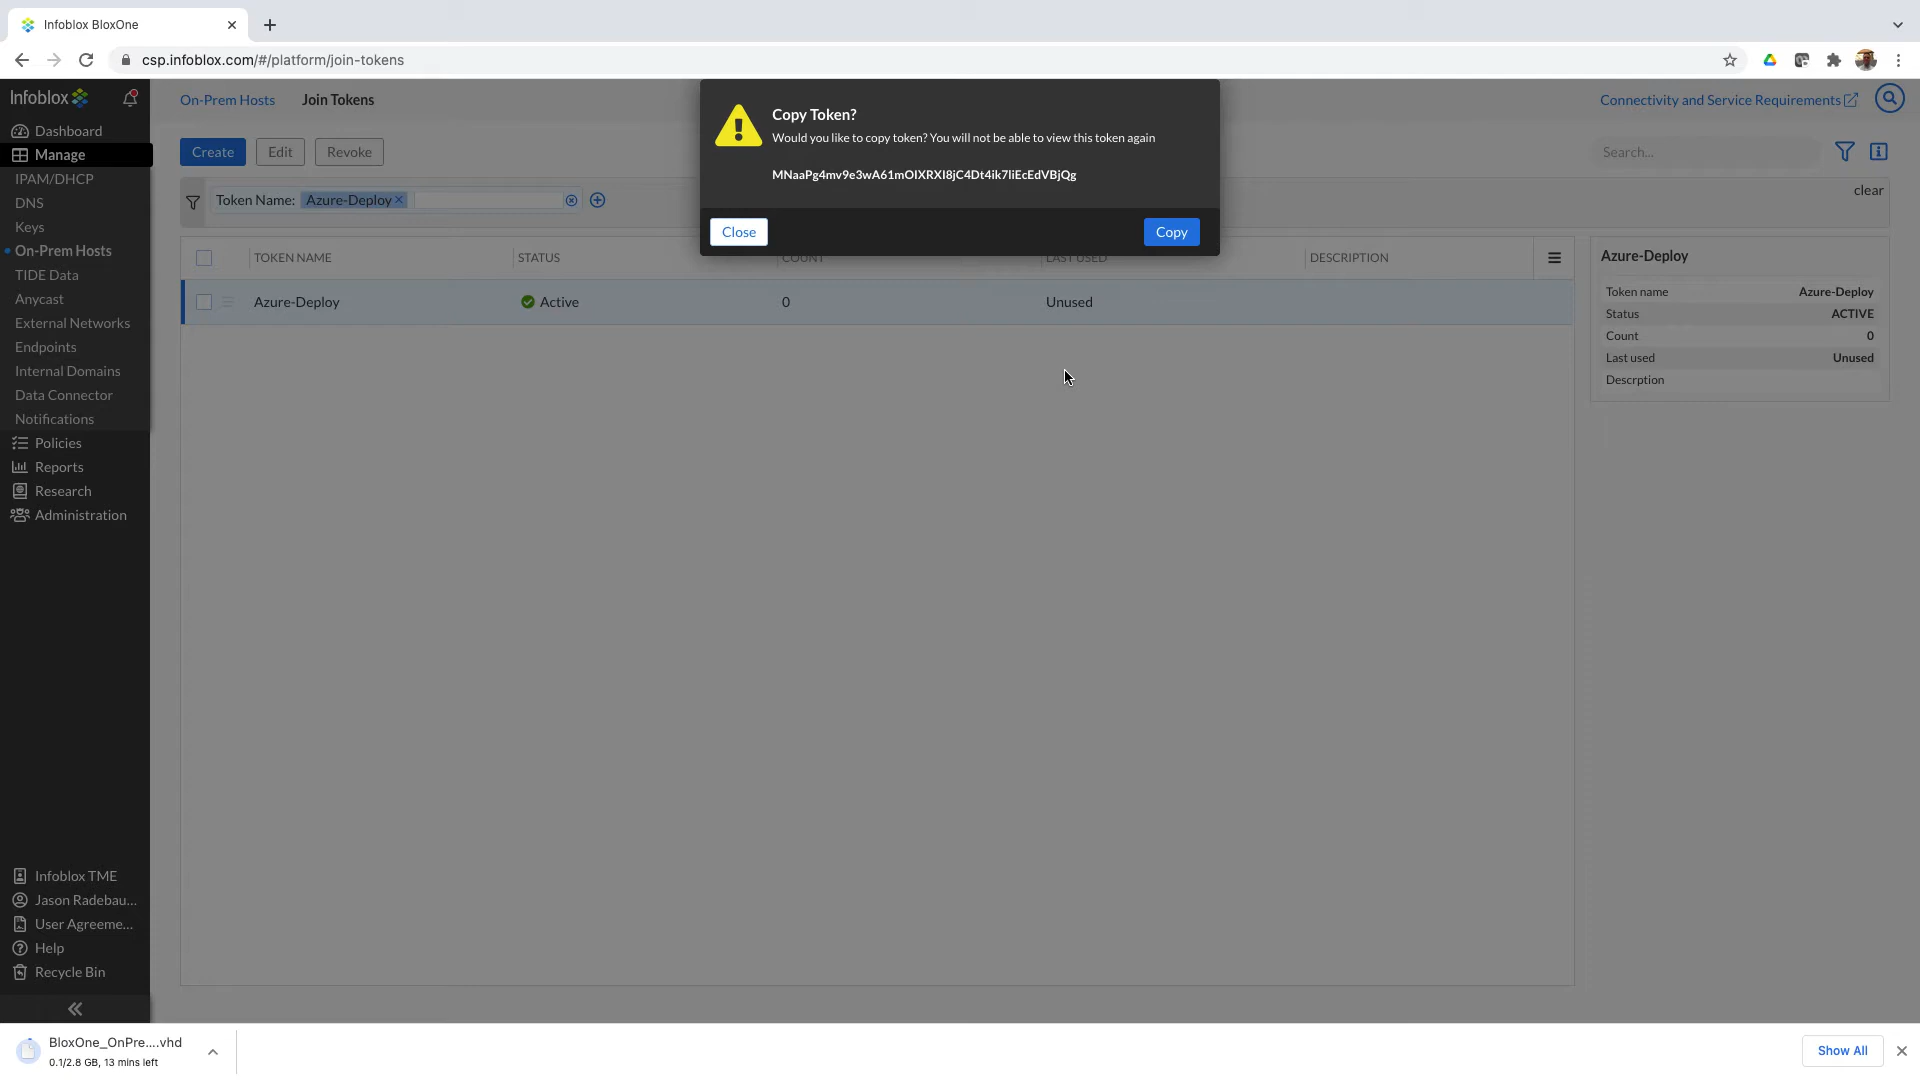 Infoblox BloxOne
csp.infoblox.com/#/platform/join-tokens
Infoblox
On-Prem Hosts
Join Tokens
Connectivity and Service Requirements
Copy Token?
Would you like to copy token? You will not be able to view this token again
MNaaPg4mv9e3wA61mOIXRXI8jC4Dt4ik7liEcEdVBjQg
Close
Copy
Dashboard
Manage
IPAM/DHCP
DNS
Keys
On-Prem Hosts
TIDE Data
Anycast
External Networks
Endpoints
Internal Domains
Data Connector
Notifications
Policies
Reports
Research
Administration
Infoblox TME
Jason Radebau...
User Agreeme...
Help
Recycle Bin
Create
Edit
Revoke
Search...
Token Name: Azure-Deploy
clear
TOKEN NAME
STATUS
COUNT
LAST USED
DESCRIPTION
Azure-Deploy
Active
0
Unused
Azure-Deploy
Token name Azure-Deploy
Status ACTIVE
Count 0
Last used Unused
Descrption
BloxOne_OnPre....vhd
0.1/2.8 GB, 13 mins left
Show All